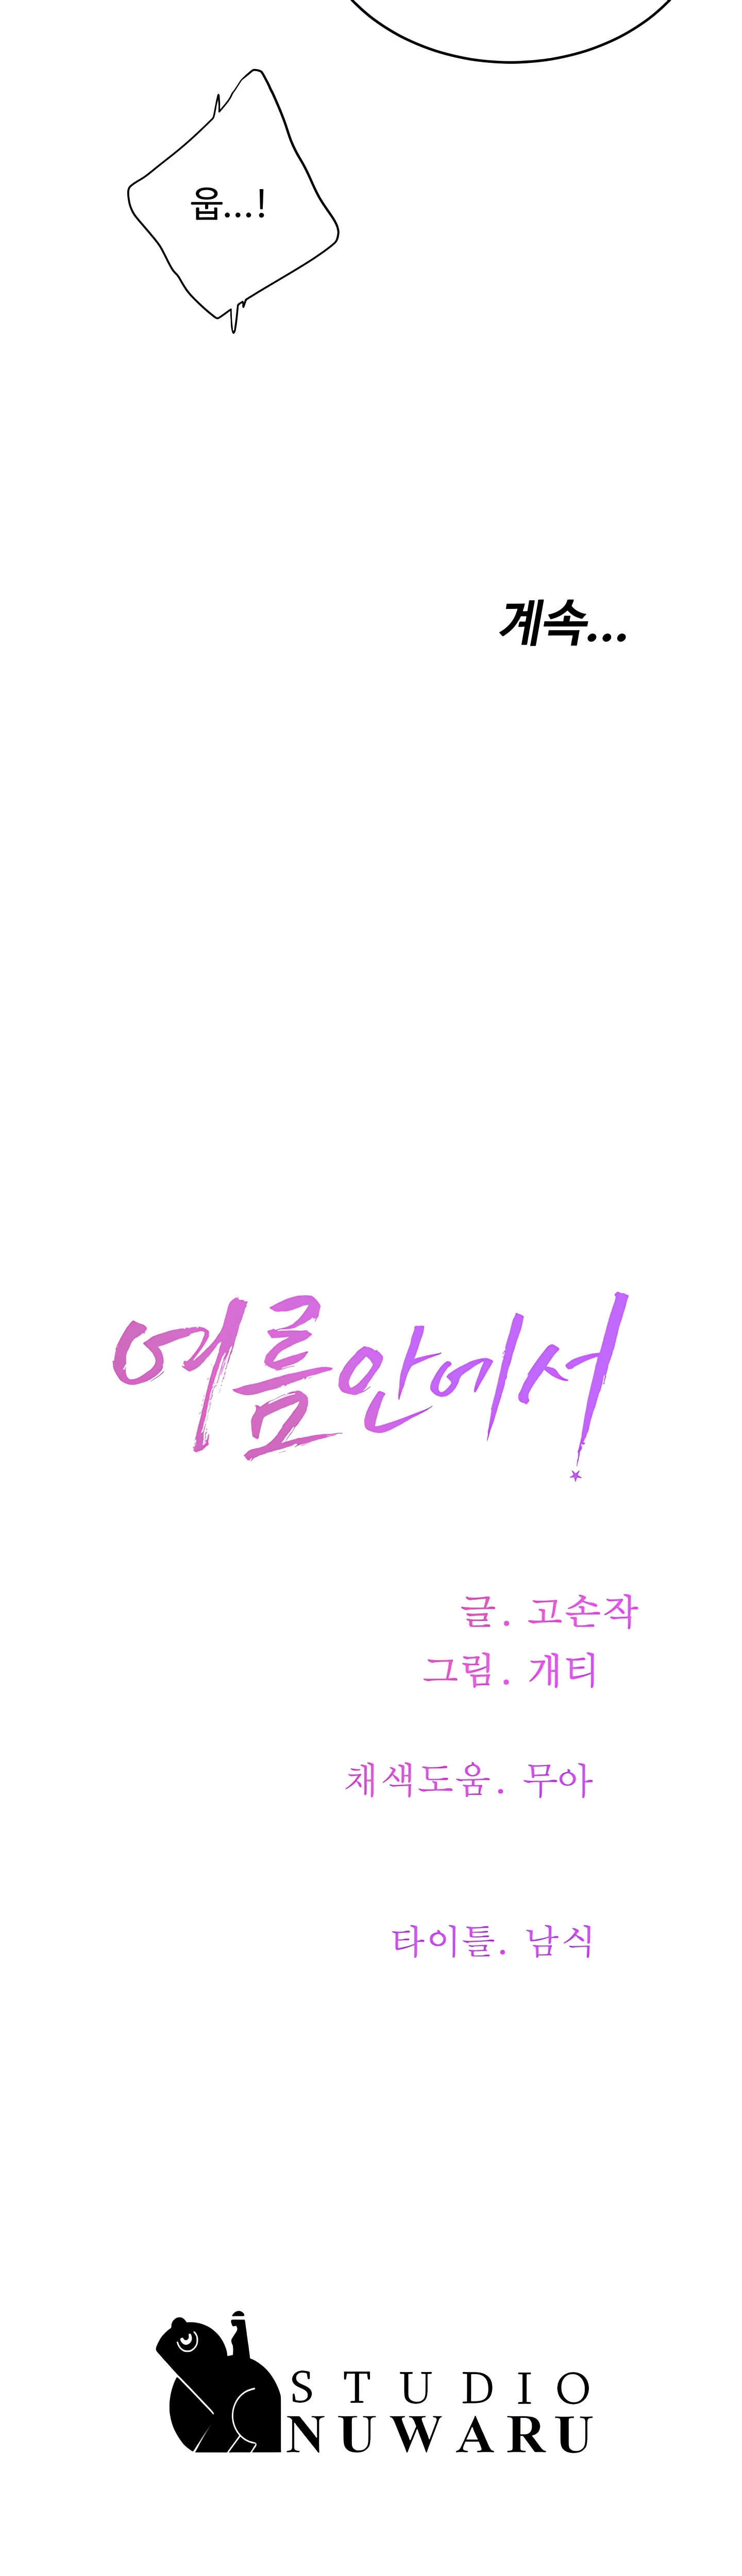 웁...!
계속...
여름안에서
글. 고손작
그림. 개티
채색도움. 무아
타이틀. 남식
STUDIO
NUWARU